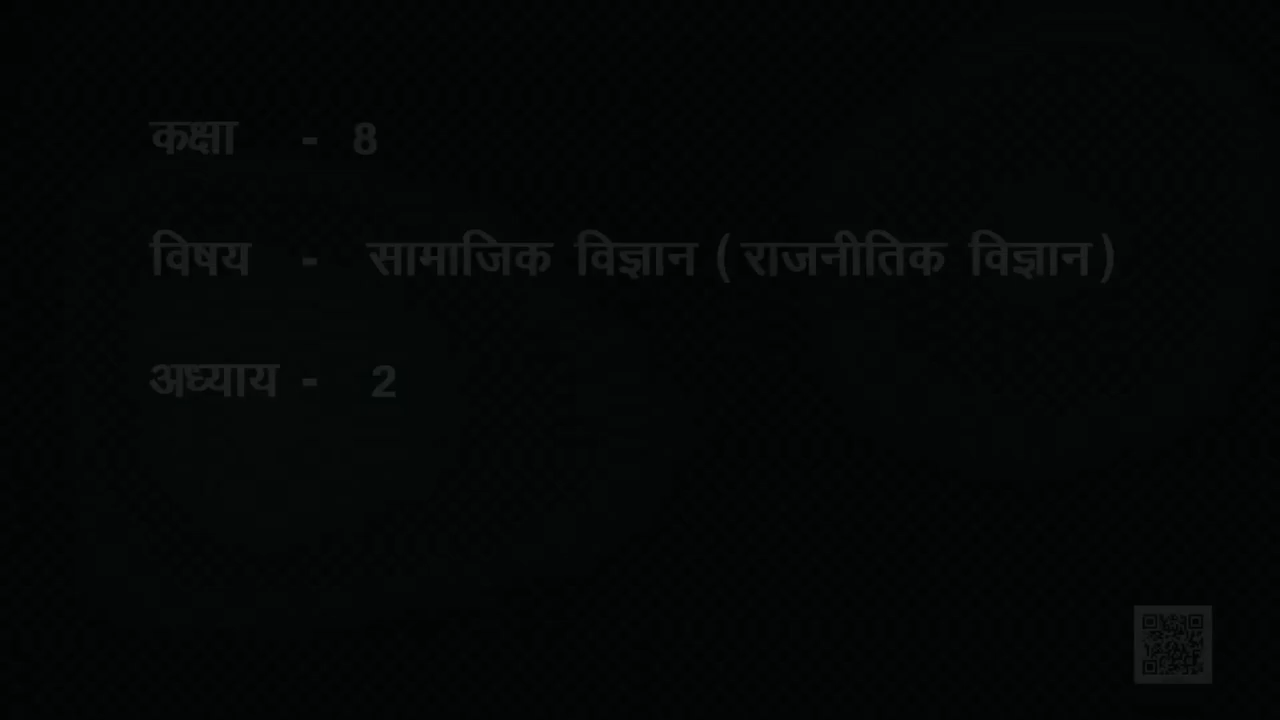 कक्षा - 8
विषय - सामाजिक विज्ञान (राजनीतिक विज्ञान)
अध्याय - 2